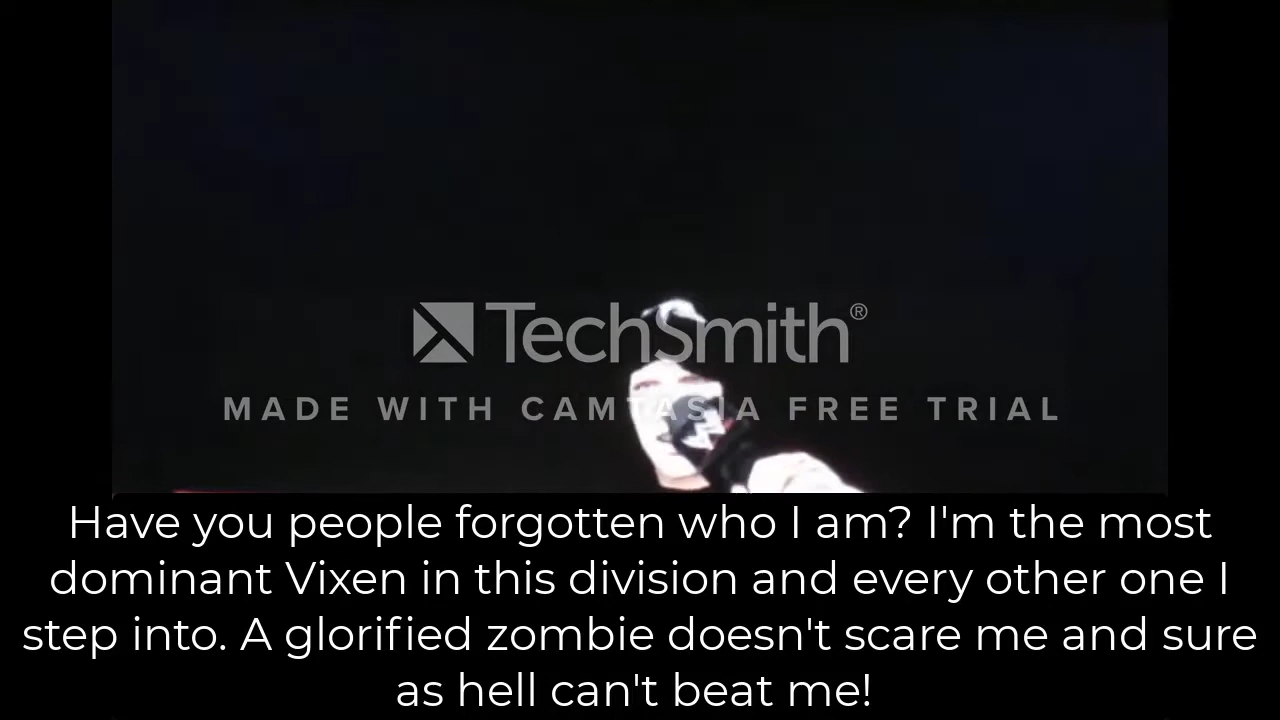 TechSmith®
MADE WITH CAMTASIA FREE TRIAL
Have you people forgotten who I am? I'm the most
dominant Vixen in this division and every other one I
step into. A glorified zombie doesn't scare me and sure
as hell can't beat me!